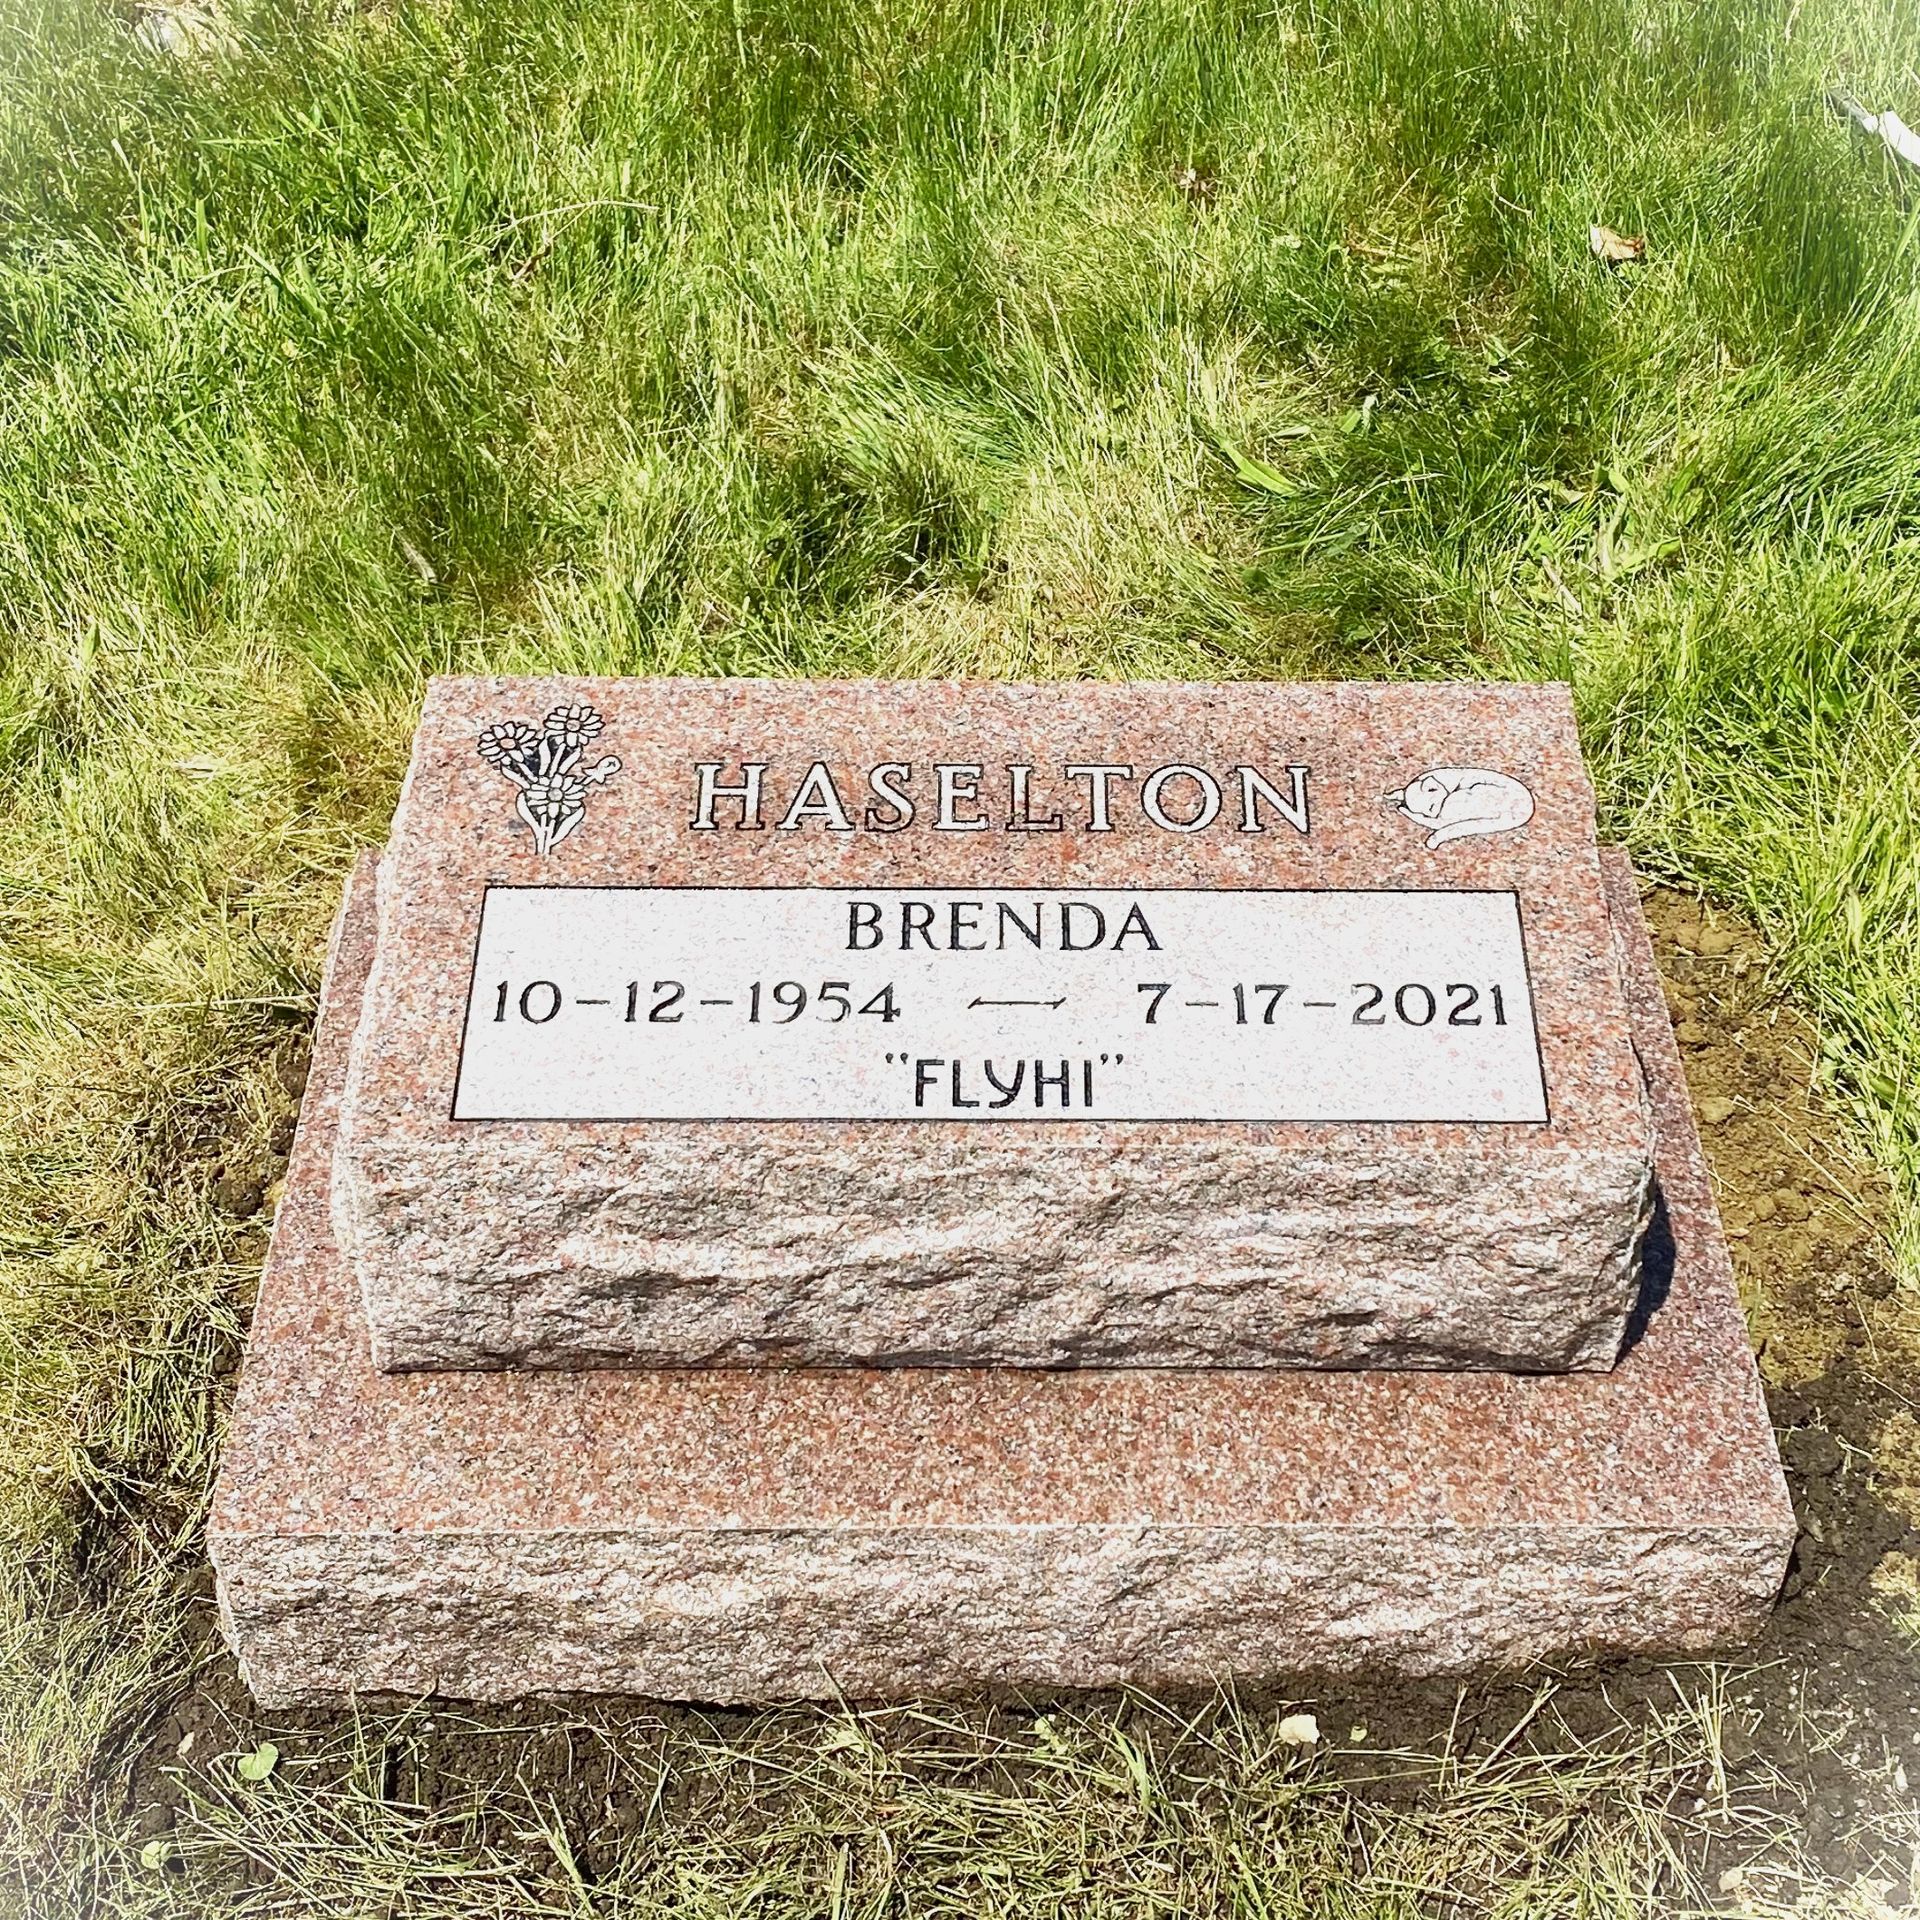 HASELTON
BRENDA
10-12-1954 — 7-17-2021
"FLYHI"